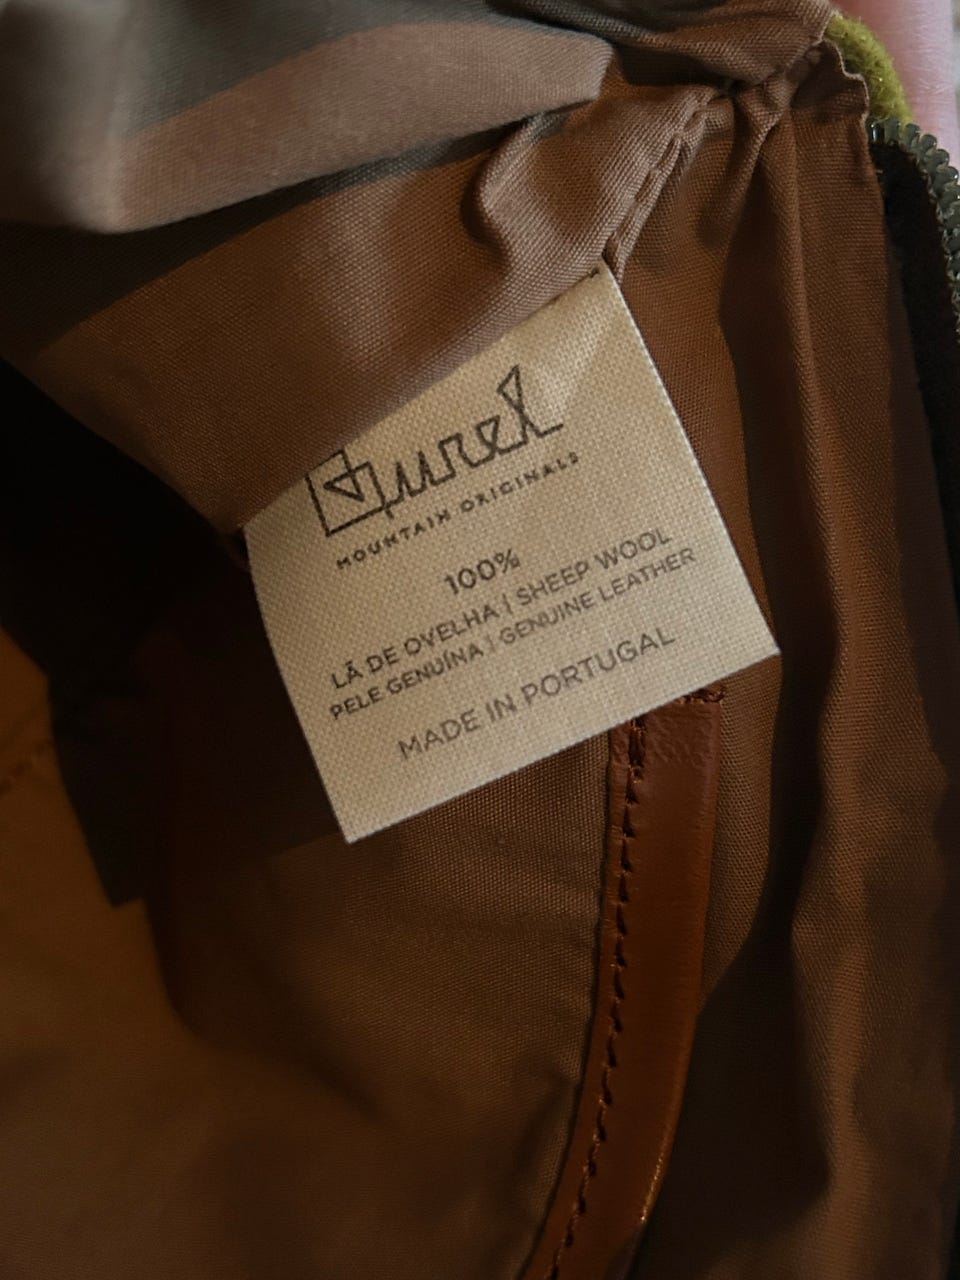 Burel
MOUNTAIN ORIGINALS
100%
LÃ DE OVELHA | SHEEP WOOL
PELE GENUÍNA | GENUINE LEATHER
MADE IN PORTUGAL